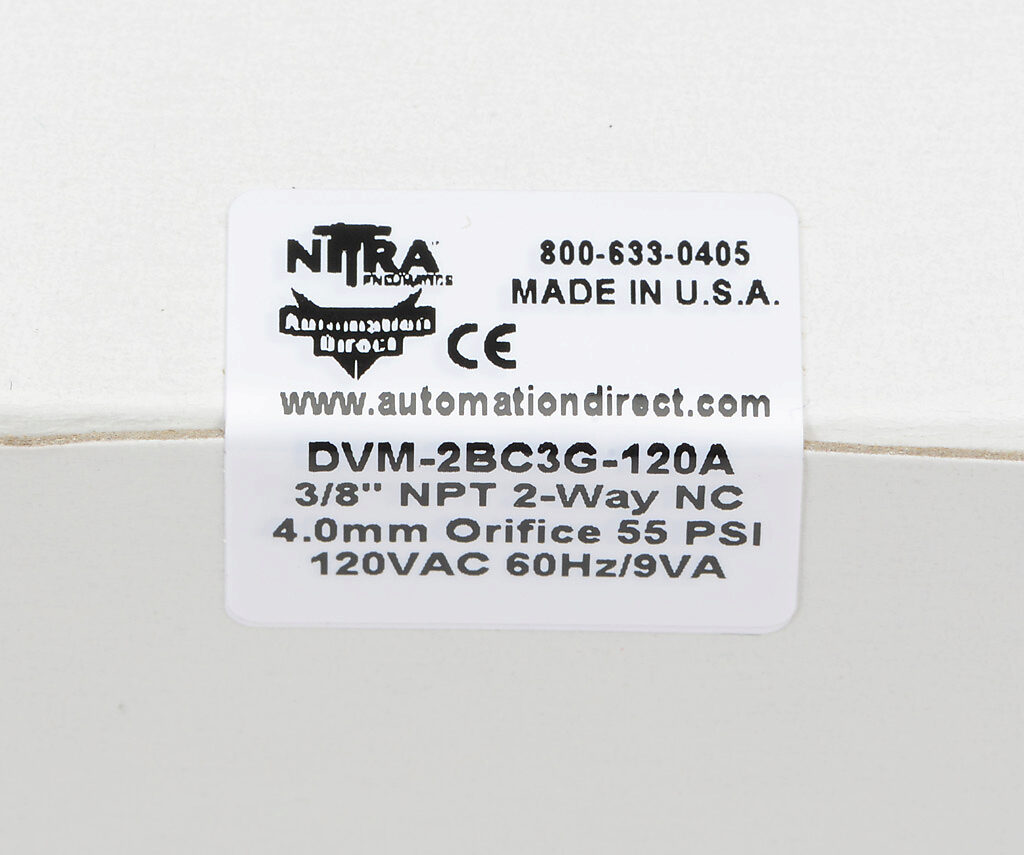 NITRA
PNEUMATICS
Automation
Direct
CE
800-633-0405
MADE IN U.S.A.
www.automationdirect.com
DVM-2BC3G-120A
3/8" NPT 2-Way NC
4.0mm Orifice 55 PSI
120VAC 60Hz/9VA